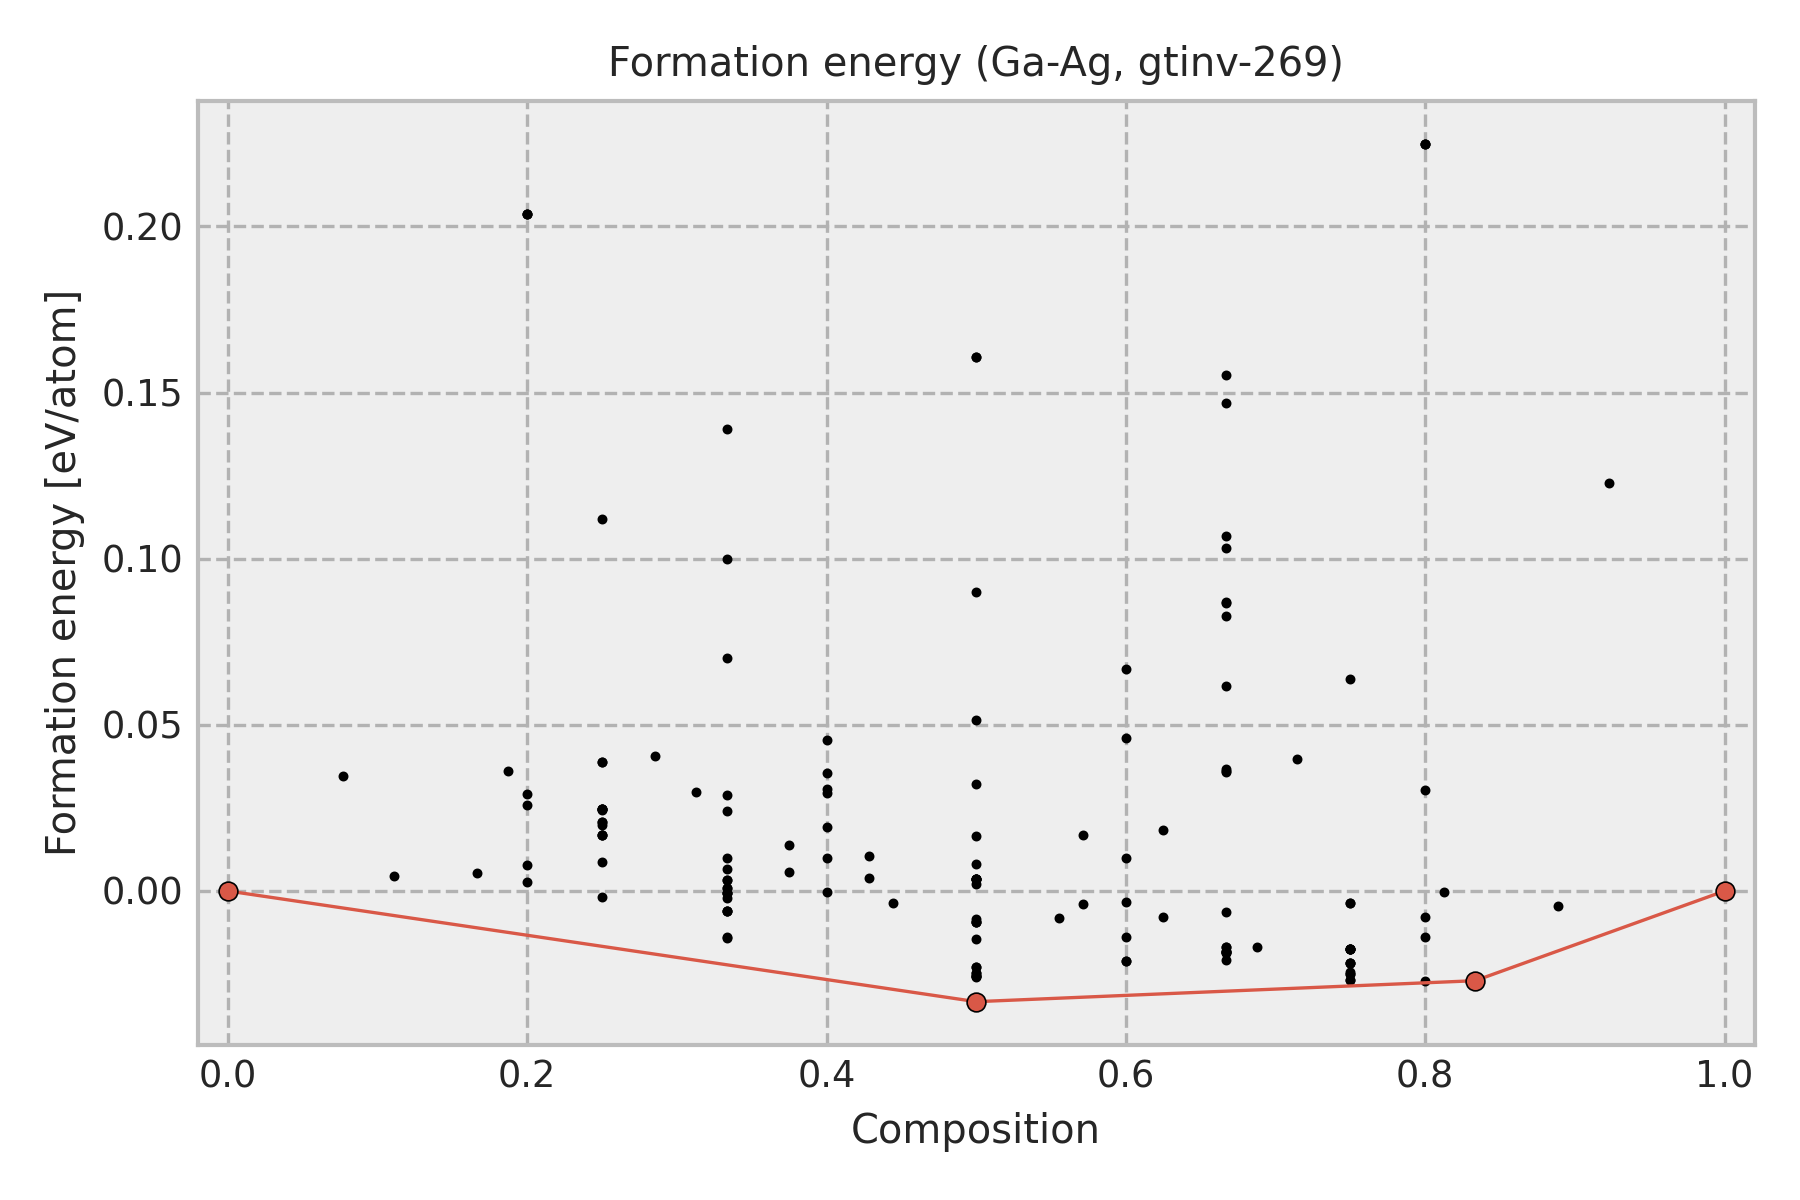 Formation energy (Ga-Ag, gtinv-269)
Formation energy [eV/atom]
0.20
0.15
0.10
0.05
0.00
0.0 0.2 0.4 0.6 0.8 1.0
Composition